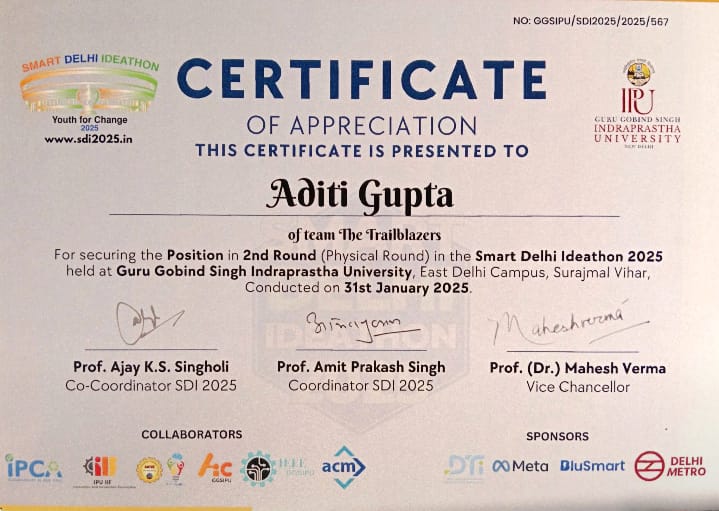 NO: GGSIPU/SDI2025/2025/567
SMART DELHI IDEATHON
Youth for Change
2025
www.sdi2025.in
CERTIFICATE
OF APPRECIATION
THIS CERTIFICATE IS PRESENTED TO
IPU
GURU GOBIND SINGH
INDRAPRASTHA
UNIVERSITY
NEW DELHI
Aditi Gupta
of team The Trailblazers
For securing the Position in 2nd Round (Physical Round) in the Smart Delhi Ideathon 2025
held at Guru Gobind Singh Indraprastha University, East Delhi Campus, Surajmal Vihar,
Conducted on 31st January 2025.
Maheshverma
Prof. Ajay K.S. Singholi
Co-Coordinator SDI 2025
Prof. Amit Prakash Singh
Coordinator SDI 2025
Prof. (Dr.) Mahesh Verma
Vice Chancellor
DELHI
IDEATHON
COLLABORATORS
SPONSORS
iPCA
IPU IIF
GGSIPU
IEEE
GGSIPU
acm
DTI
Meta
BluSmart
DELHI
METRO